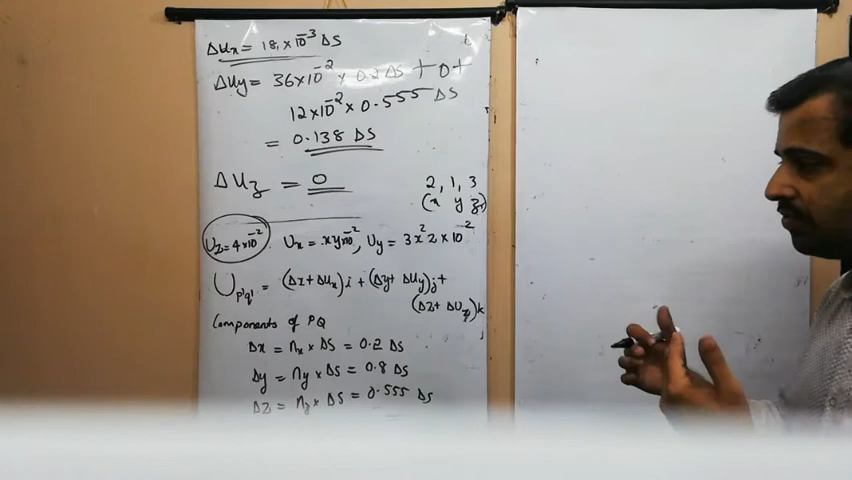 ΔUx = 18.×10⁻³ ΔS
ΔUy = 36×10⁻² × 0.2 ΔS + 0 +
12×10⁻² × 0.555 ΔS
= 0.138 ΔS
ΔUz = 0
2, 1, 3
(x y z)
Uz=4×10⁻² Ux = xy×10⁻², Uy = 3x²z×10⁻²
Up'q' = (Δx+ΔUx)i + (Δy+ΔUy)j +
(Δz+ΔUz)k
Components of PQ
Δx = nx × ΔS = 0.2 ΔS
Δy = ny × ΔS = 0.8 ΔS
Δz = nz × ΔS = 0.555 ΔS